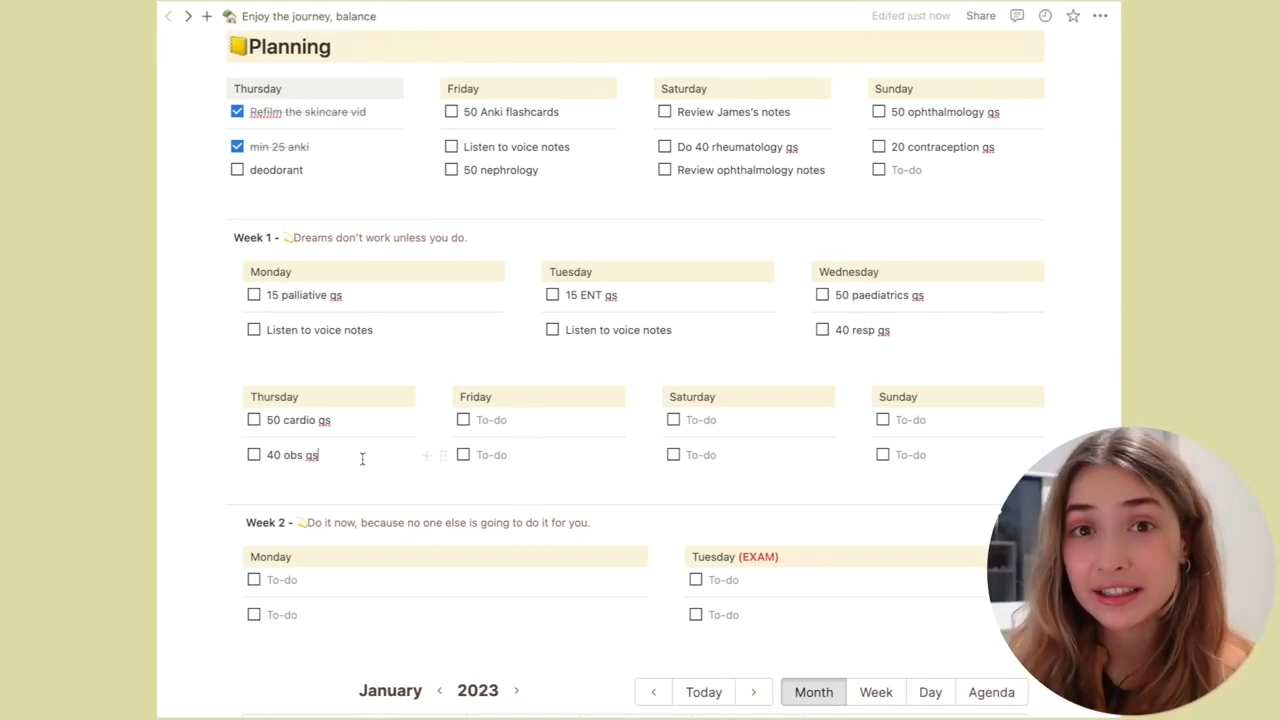 Enjoy the journey, balance
Edited just now
Share
Planning
Thursday
Refilm the skincare vid
min 25 anki
deodorant
Friday
50 Anki flashcards
Listen to voice notes
50 nephrology
Saturday
Review James's notes
Do 40 rheumatology qs
Review ophthalmology notes
Sunday
50 ophthalmology qs
20 contraception qs
To-do
Week 1 - Dreams don't work unless you do.
Monday
15 palliative qs
Listen to voice notes
Tuesday
15 ENT qs
Listen to voice notes
Wednesday
50 paediatrics qs
40 resp qs
Thursday
50 cardio qs
40 obs qs
Friday
To-do
To-do
Saturday
To-do
To-do
Sunday
To-do
To-do
Week 2 - Do it now, because no one else is going to do it for you.
Monday
To-do
To-do
Tuesday (EXAM)
To-do
To-do
January < 2023 >
< Today >
Month Week Day Agenda